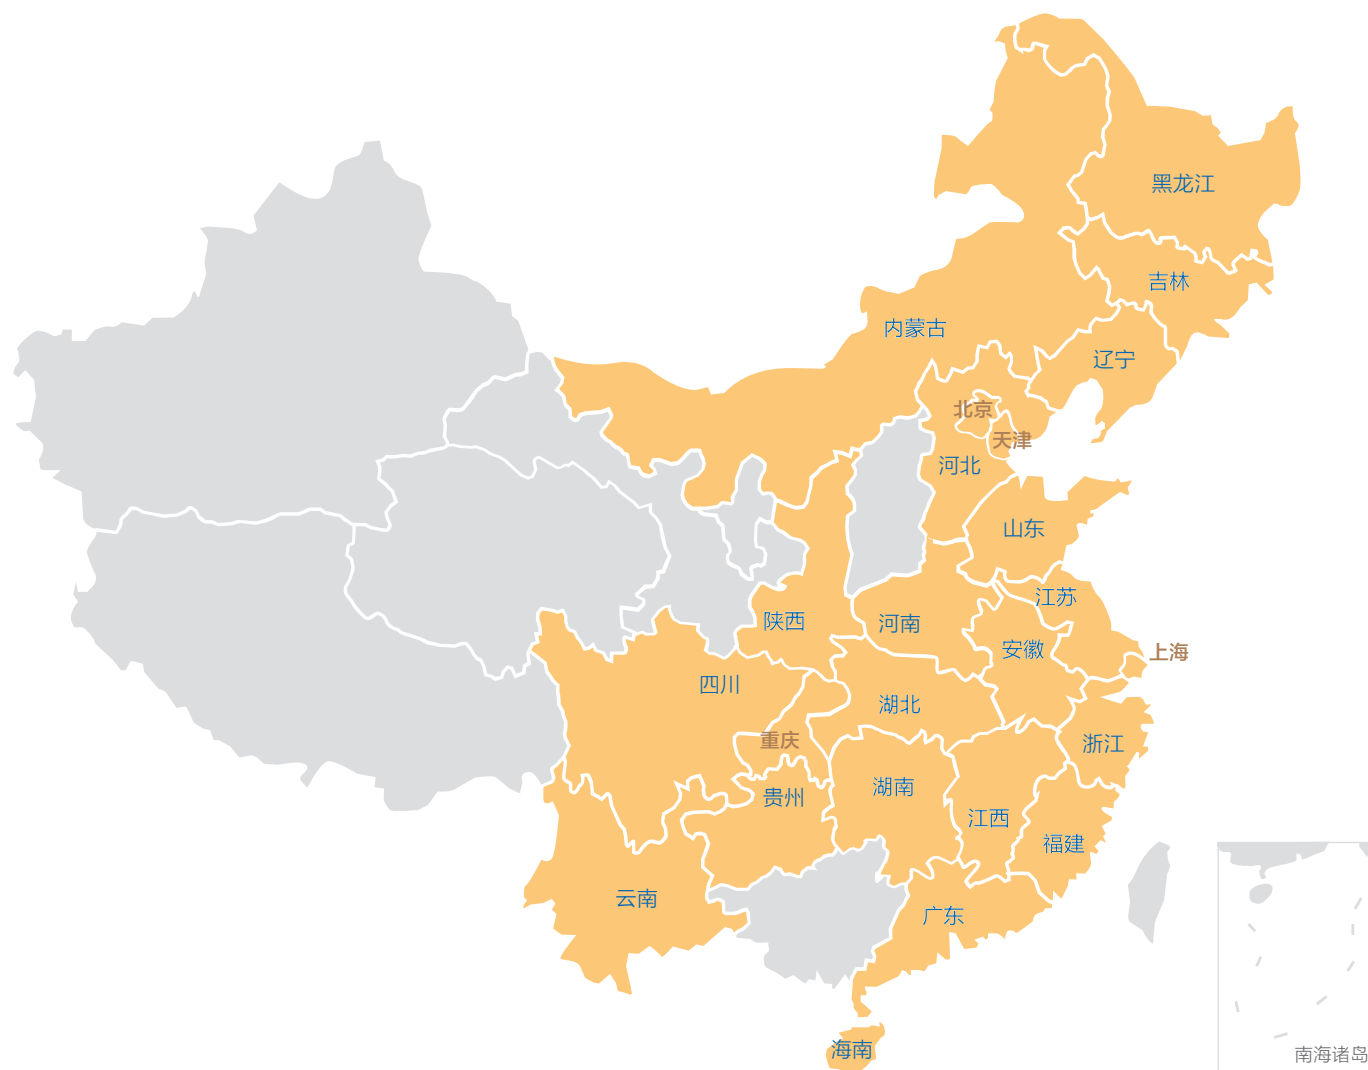 黑龙江
吉林
内蒙古
辽宁
北京
天津
河北
山东
江苏
陕西
河南
安徽
上海
四川
湖北
重庆
浙江
湖南
贵州
江西
福建
云南
广东
海南
南海诸岛